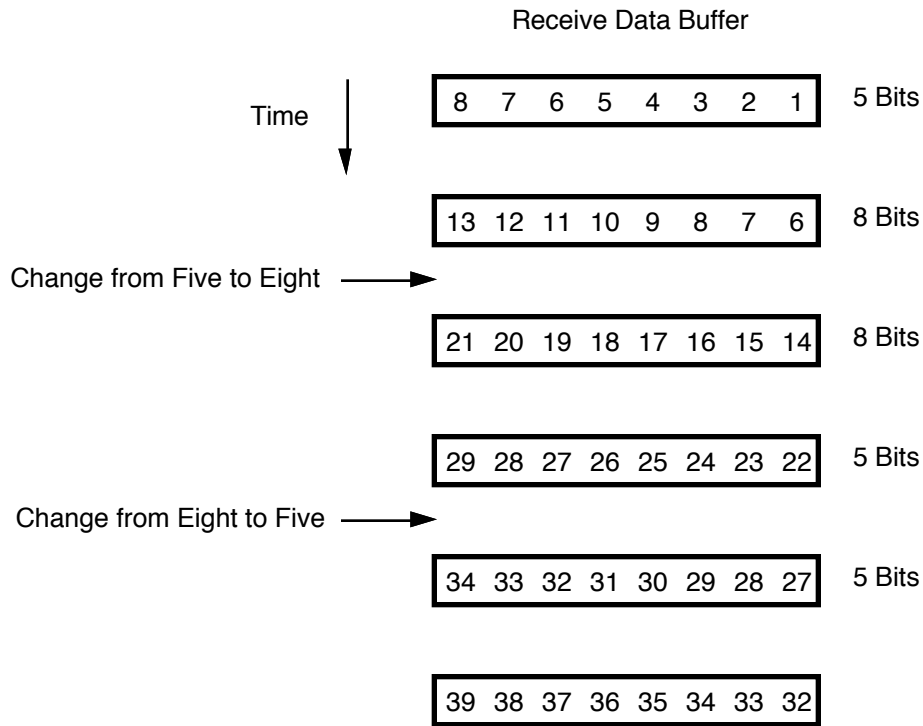 Receive Data Buffer
8 7 6 5 4 3 2 1 5 Bits
Time
13 12 11 10 9 8 7 6 8 Bits
Change from Five to Eight
21 20 19 18 17 16 15 14 8 Bits
29 28 27 26 25 24 23 22 5 Bits
Change from Eight to Five
34 33 32 31 30 29 28 27 5 Bits
39 38 37 36 35 34 33 32